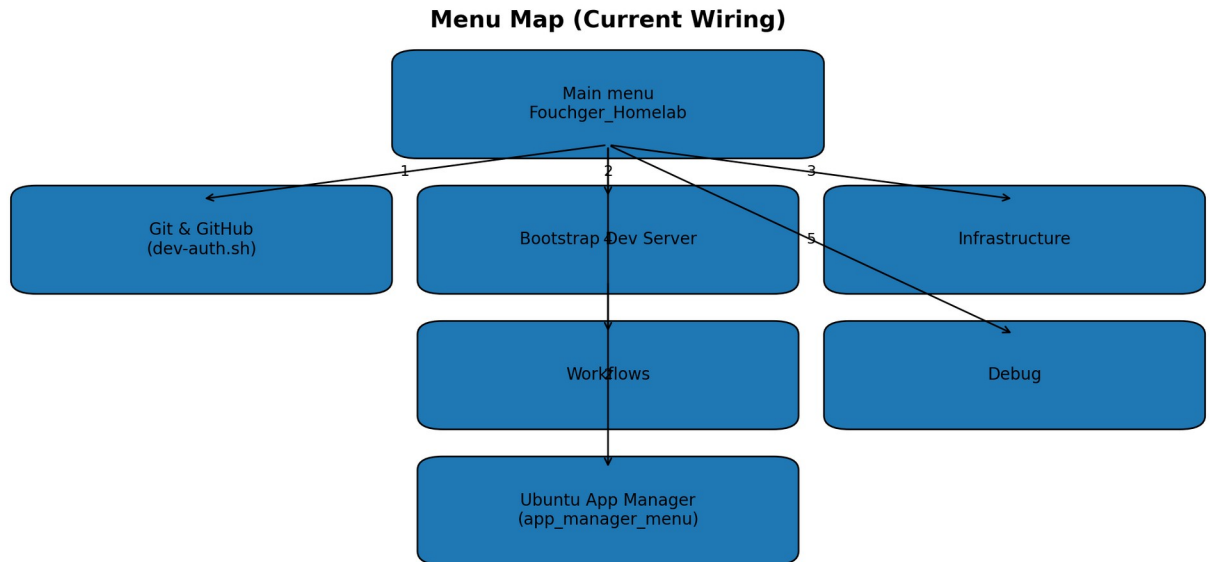 Menu Map (Current Wiring)
Main menu
Fouchger_Homelab
1
2
3
Git & GitHub
(dev-auth.sh)
Bootstrap Dev Server
4
5
Infrastructure
Workflows
Debug
Ubuntu App Manager
(app_manager_menu)